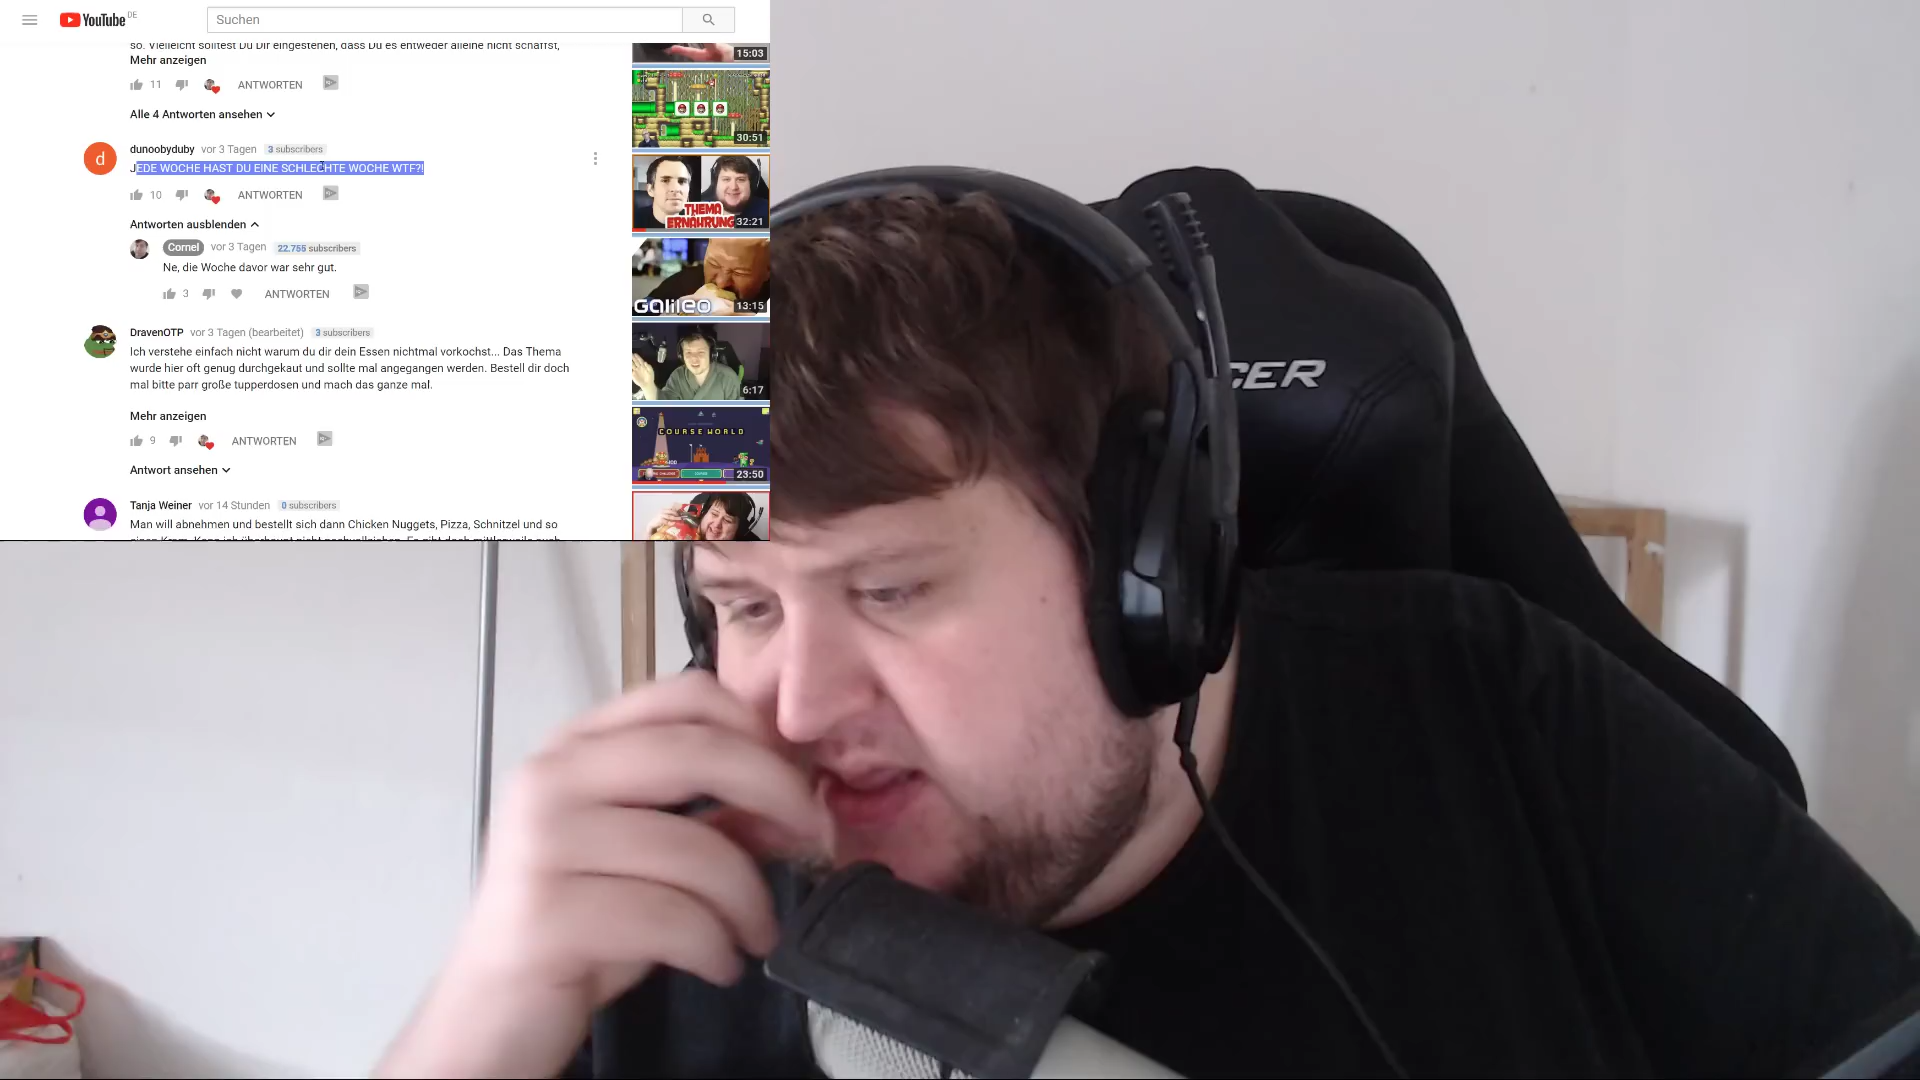 YouTube DE
Suchen
so. Vielleicht solltest Du Dir eingestehen, dass Du es entweder alleine nicht schaffst,
Mehr anzeigen
11 ANTWORTEN
Alle 4 Antworten ansehen
d
dunoobyduby vor 3 Tagen 3 subscribers
JEDE WOCHE HAST DU EINE SCHLECHTE WOCHE WTF?!
10 ANTWORTEN
Antworten ausblenden
Cornel vor 3 Tagen 22.755 subscribers
Ne, die Woche davor war sehr gut.
3 ANTWORTEN
DravenOTP vor 3 Tagen (bearbeitet) 3 subscribers
Ich verstehe einfach nicht warum du dir dein Essen nichtmal vorkochst... Das Thema
wurde hier oft genug durchgekaut und sollte mal angegangen werden. Bestell dir doch
mal bitte parr große tupperdosen und mach das ganze mal.
Mehr anzeigen
9 ANTWORTEN
Antwort ansehen
Tanja Weiner vor 14 Stunden 0 subscribers
Man will abnehmen und bestellt sich dann Chicken Nuggets, Pizza, Schnitzel und so
15:03
30:51
THEMA
ERNÄHRUNG
32:21
Galileo
13:15
6:17
COURSE WORLD
23:50
CER